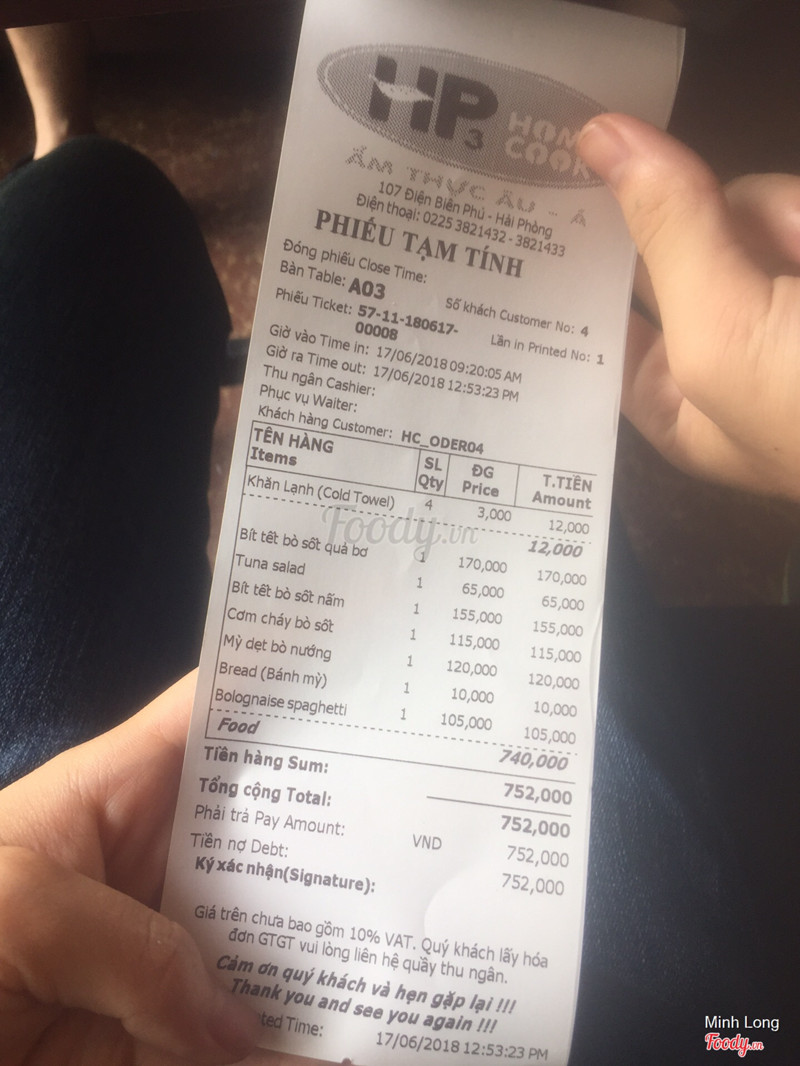 HP3 HOME COOK
ẨM THỰC ÂU - Á
107 Điện Biên Phủ - Hải Phòng
Điện thoại: 0225 3821432 - 3821433
PHIẾU TẠM TÍNH
Đóng phiếu Close Time:
Bàn Table: A03 Số khách Customer No: 4
Phiếu Ticket: 57-11-180617-00008 Lần in Printed No: 1
Giờ vào Time in: 17/06/2018 09:20:05 AM
Giờ ra Time out: 17/06/2018 12:53:23 PM
Thu ngân Cashier:
Phục vụ Waiter:
Khách hàng Customer: HC_ODER04
TÊN HÀNG Items SL Qty ĐG Price T.TIỀN Amount
Khăn Lạnh (Cold Towel) 4 3,000 12,000
12,000
Bít tết bò sốt quả bơ 1 170,000 170,000
Tuna salad 1 65,000 65,000
Bít tết bò sốt nấm 1 155,000 155,000
Cơm cháy bò sốt 1 115,000 115,000
Mỳ dẹt bò nướng 1 120,000 120,000
Bread (Bánh mỳ) 1 10,000 10,000
Bolognaise spaghetti 1 105,000 105,000
Food 740,000
Tiền hàng Sum: 752,000
Tổng cộng Total: 752,000
Phải trả Pay Amount: VND 752,000
Tiền nợ Debt: 752,000
Ký xác nhận(Signature):
Giá trên chưa bao gồm 10% VAT. Quý khách lấy hóa
đơn GTGT vui lòng liên hệ quầy thu ngân.
Cảm ơn quý khách và hẹn gặp lại !!!
Thank you and see you again !!!
Time: 17/06/2018 12:53:23 PM
Foody.vn
Minh Long
Foody.vn